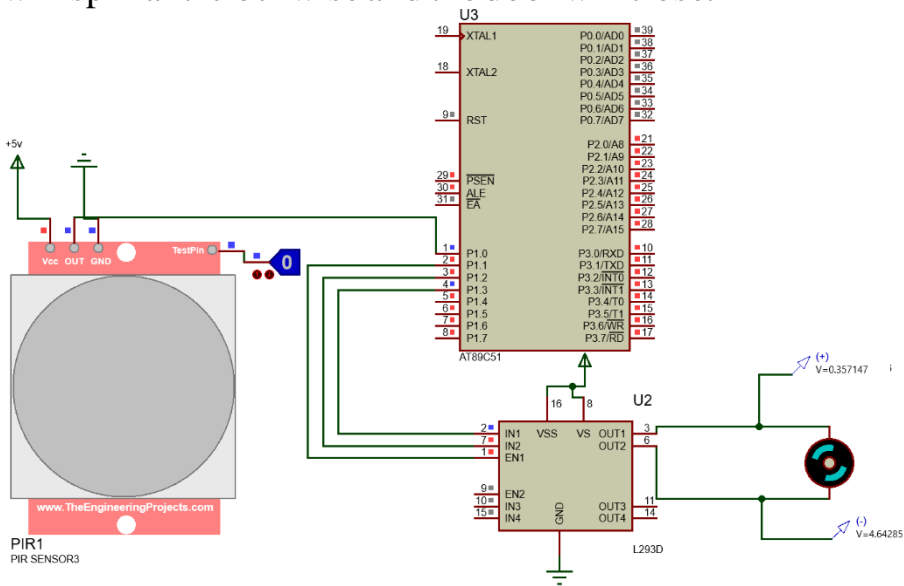 U3
19
XTAL1
18
XTAL2
9
RST
29
PSEN
30
ALE
31
EA
1
P1.0
2
P1.1
3
P1.2
4
P1.3
5
P1.4
6
P1.5
7
P1.6
8
P1.7
P0.0/AD0
39
P0.1/AD1
38
P0.2/AD2
37
P0.3/AD3
36
P0.4/AD4
35
P0.5/AD5
34
P0.6/AD6
33
P0.7/AD7
32
P2.0/A8
21
P2.1/A9
22
P2.2/A10
23
P2.3/A11
24
P2.4/A12
25
P2.5/A13
26
P2.6/A14
27
P2.7/A15
28
P3.0/RXD
10
P3.1/TXD
11
P3.2/INT0
12
P3.3/INT1
13
P3.4/T0
14
P3.5/T1
15
P3.6/WR
16
P3.7/RD
17
AT89C51
+5v
Vcc OUT GND
TestPin
0
www.TheEngineeringProjects.com
PIR1
PIR SENSOR3
U2
16
8
2
IN1
7
IN2
1
EN1
9
EN2
10
IN3
15
IN4
VSS
VS
GND
OUT1
3
OUT2
6
OUT3
11
OUT4
14
L293D
(+)
V=0.357147
(-)
V=4.64285